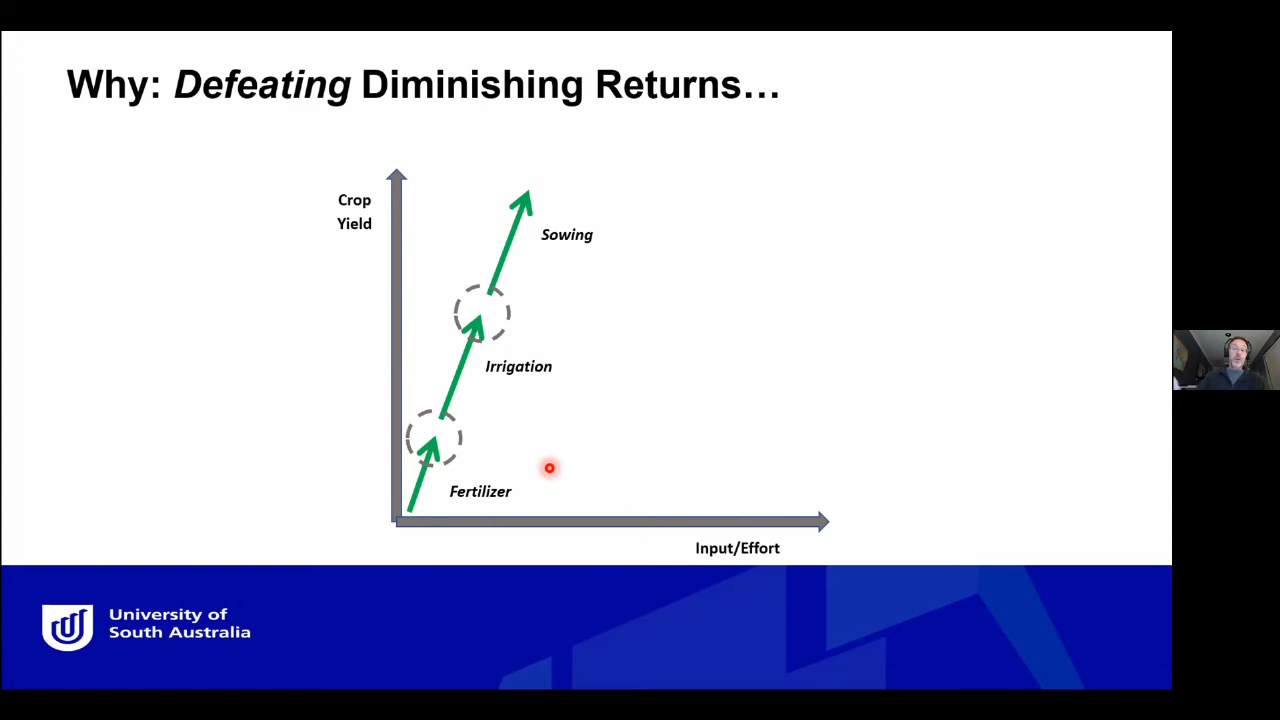 Why: Defeating Diminishing Returns…
Crop
Yield
Sowing
Irrigation
Fertilizer
Input/Effort
University of
South Australia